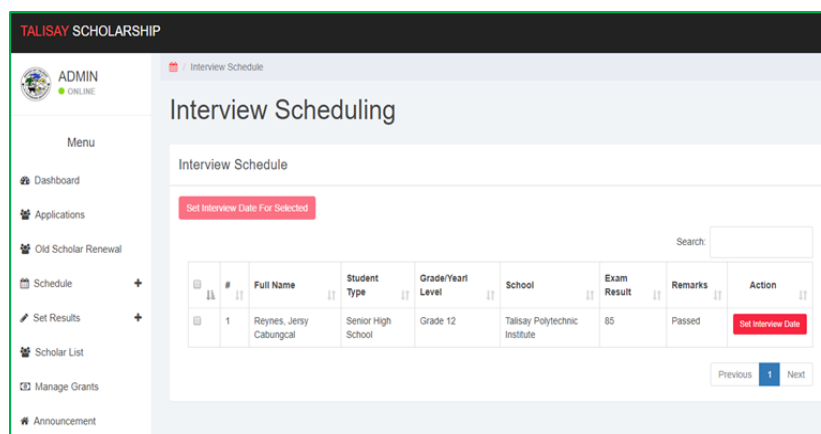 TALISAY SCHOLARSHIP
ADMIN
ONLINE
Menu
Dashboard
Applications
Old Scholar Renewal
Schedule +
Set Results +
Scholar List
Manage Grants
Announcement
/ Interview Schedule
Interview Scheduling
Interview Schedule
Set Interview Date For Selected
Search:
# Full Name Student Type Grade/Yearl Level School Exam Result Remarks Action
1 Reynes, Jersy Cabungcal Senior High School Grade 12 Talisay Polytechnic Institute 85 Passed Set Interview Date
Previous 1 Next